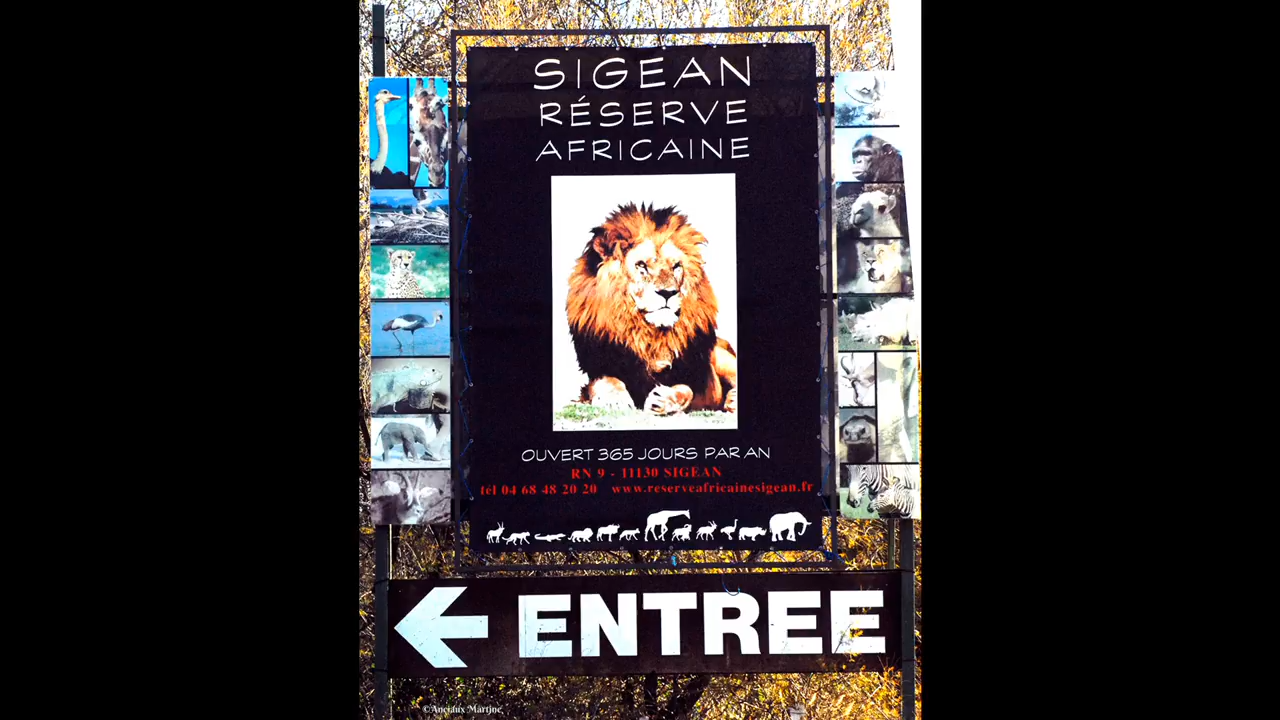 SIGEAN
RÉSERVE
AFRICAINE
OUVERT 365 JOURS PAR AN
RN 9 - 11130 SIGEAN
tél 04 68 48 20 20 www.reserveafricainesigean.fr
ENTREE
©Anciaux Martine